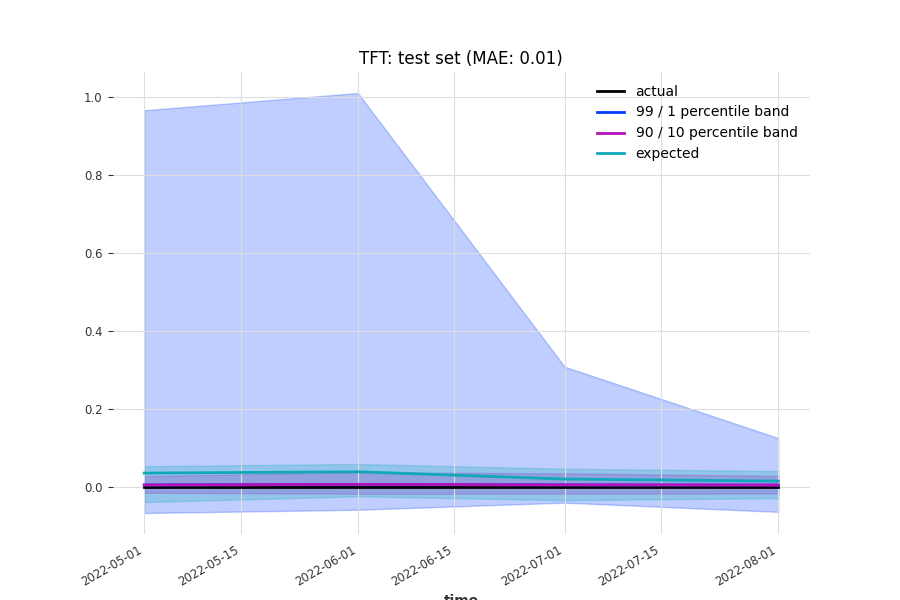 TFT: test set (MAE: 0.01)
actual
99 / 1 percentile band
90 / 10 percentile band
expected
1.0
0.8
0.6
0.4
0.2
0.0
2022-05-01
2022-05-15
2022-06-01
2022-06-15
2022-07-01
2022-07-15
2022-08-01
time